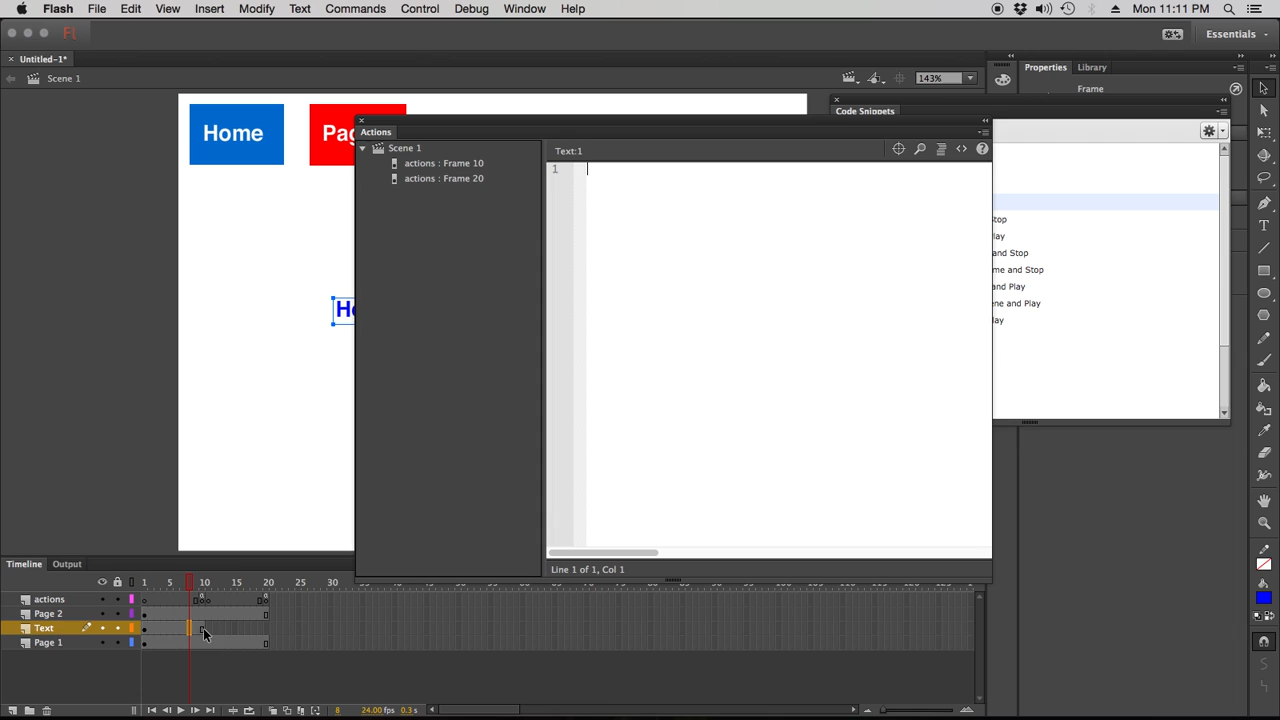 Flash File Edit View Insert Modify Text Commands Control Debug Window Help Mon 11:11 PM
Essentials
Untitled-1*
Scene 1 143%
Properties Library
Frame
Code Snippets
Home
Actions
Scene 1
Text:1
actions : Frame 10
actions : Frame 20
1
Stop
and Stop
me and Stop
and Play
ne and Play
Line 1 of 1, Col 1
Timeline Output
1 5 10 15 20 25 30
actions
Page 2
Text
Page 1
8 24.00 fps 0.3 s